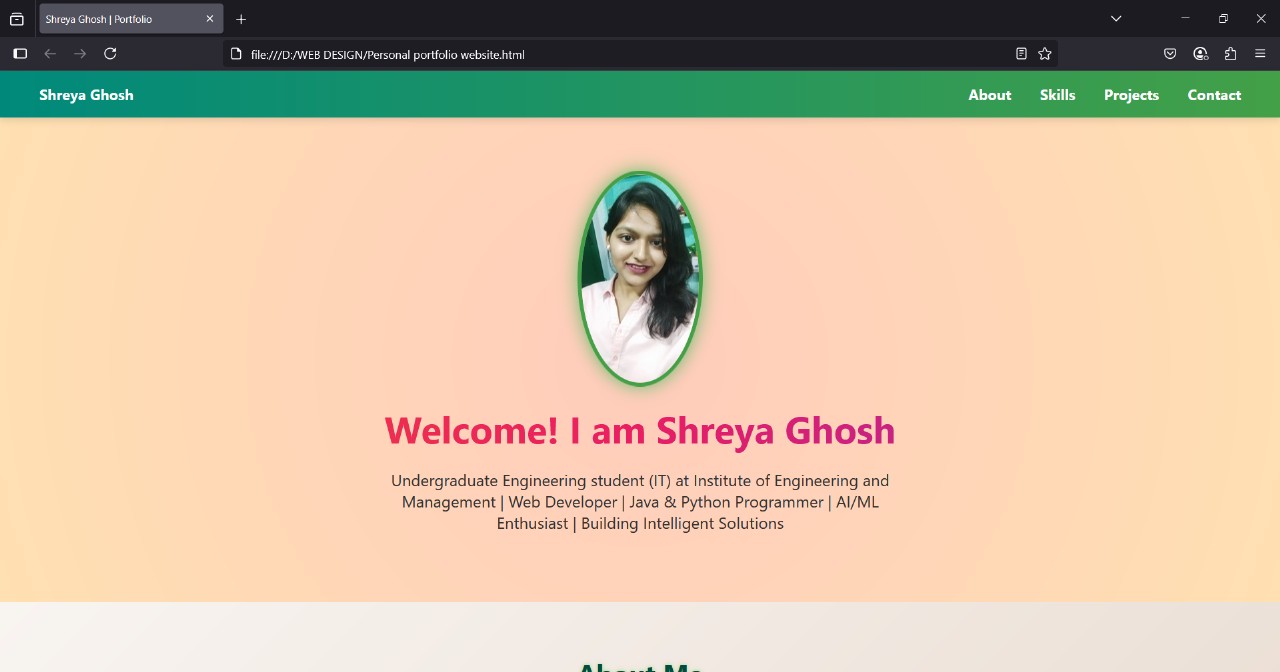 Shreya Ghosh | Portfolio
file:///D:/WEB DESIGN/Personal portfolio website.html
Shreya Ghosh
About Skills Projects Contact
Welcome! I am Shreya Ghosh
Undergraduate Engineering student (IT) at Institute of Engineering and
Management | Web Developer | Java & Python Programmer | AI/ML
Enthusiast | Building Intelligent Solutions
About Me